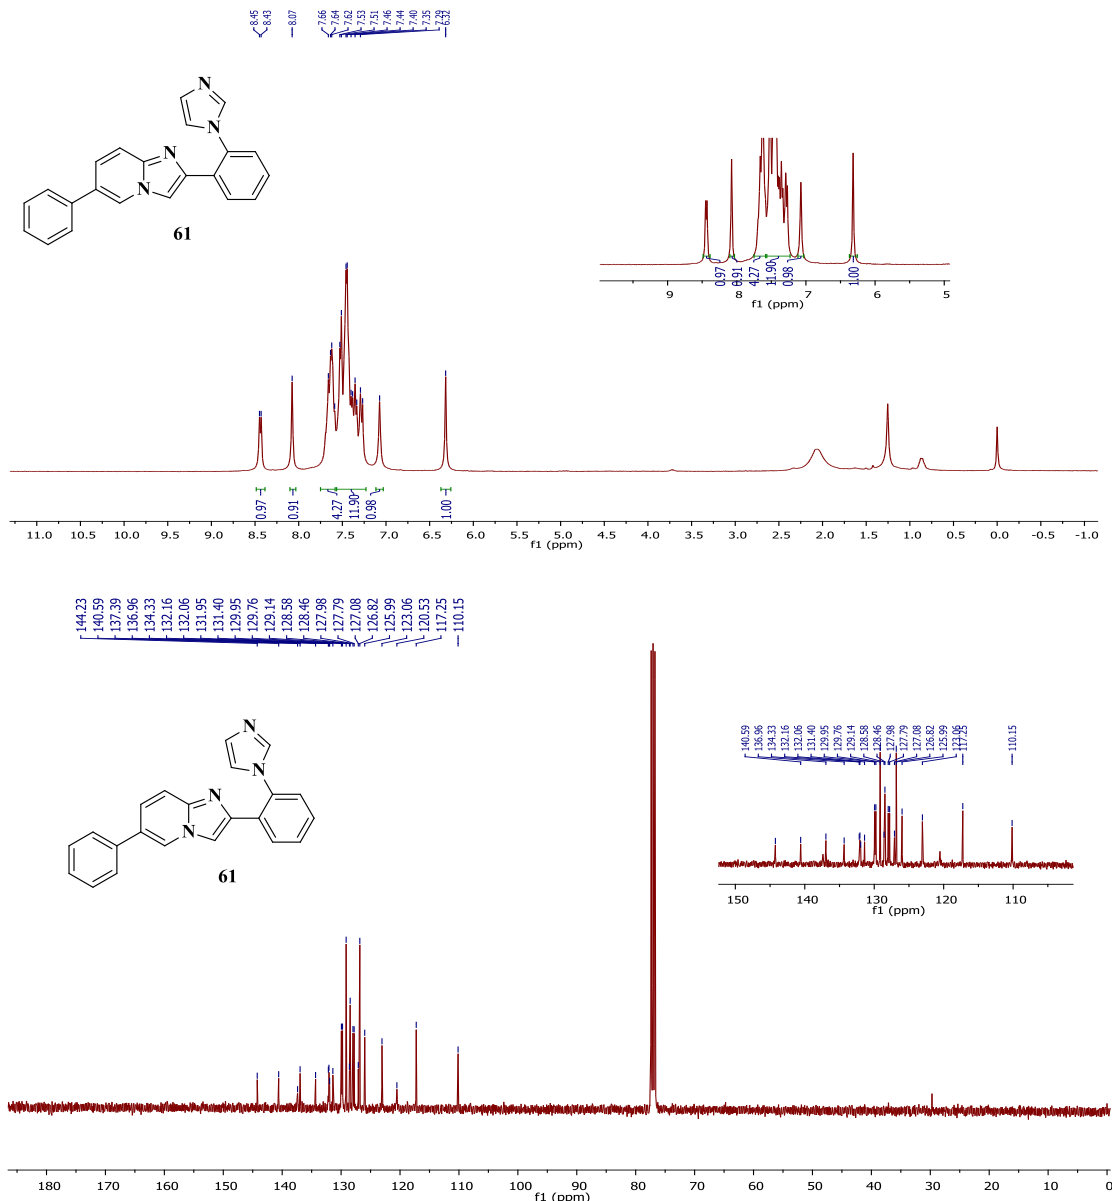 8.45 8.43 8.07 7.66 7.64 7.62 7.53 7.51 7.46 7.44 7.40 7.35 7.29 6.32
N
N
N
N
61
0.97 0.91 4.27 11.90 0.98 1.00
9 8 7 6 5
f1 (ppm)
0.97 0.91 4.27 11.90 0.98 1.00
11.0 10.5 10.0 9.5 9.0 8.5 8.0 7.5 7.0 6.5 6.0 5.5 5.0 4.5 4.0 3.5 3.0 2.5 2.0 1.5 1.0 0.5 0.0 -0.5 -1.0
f1 (ppm)
144.23 140.59 137.39 136.96 134.33 132.16 132.06 131.95 131.40 129.95 129.76 129.14 128.58 128.46 127.98 127.79 127.08 126.82 125.99 123.06 120.53 117.25 110.15
N
N
N
N
61
140.59 136.96 134.33 132.16 132.06 131.40 129.95 129.76 129.14 128.58 128.46 127.98 127.79 127.08 126.82 125.99 123.06 117.25 110.15
150 140 130 120 110
f1 (ppm)
180 170 160 150 140 130 120 110 100 90 80 70 60 50 40 30 20 10 0
f1 (ppm)